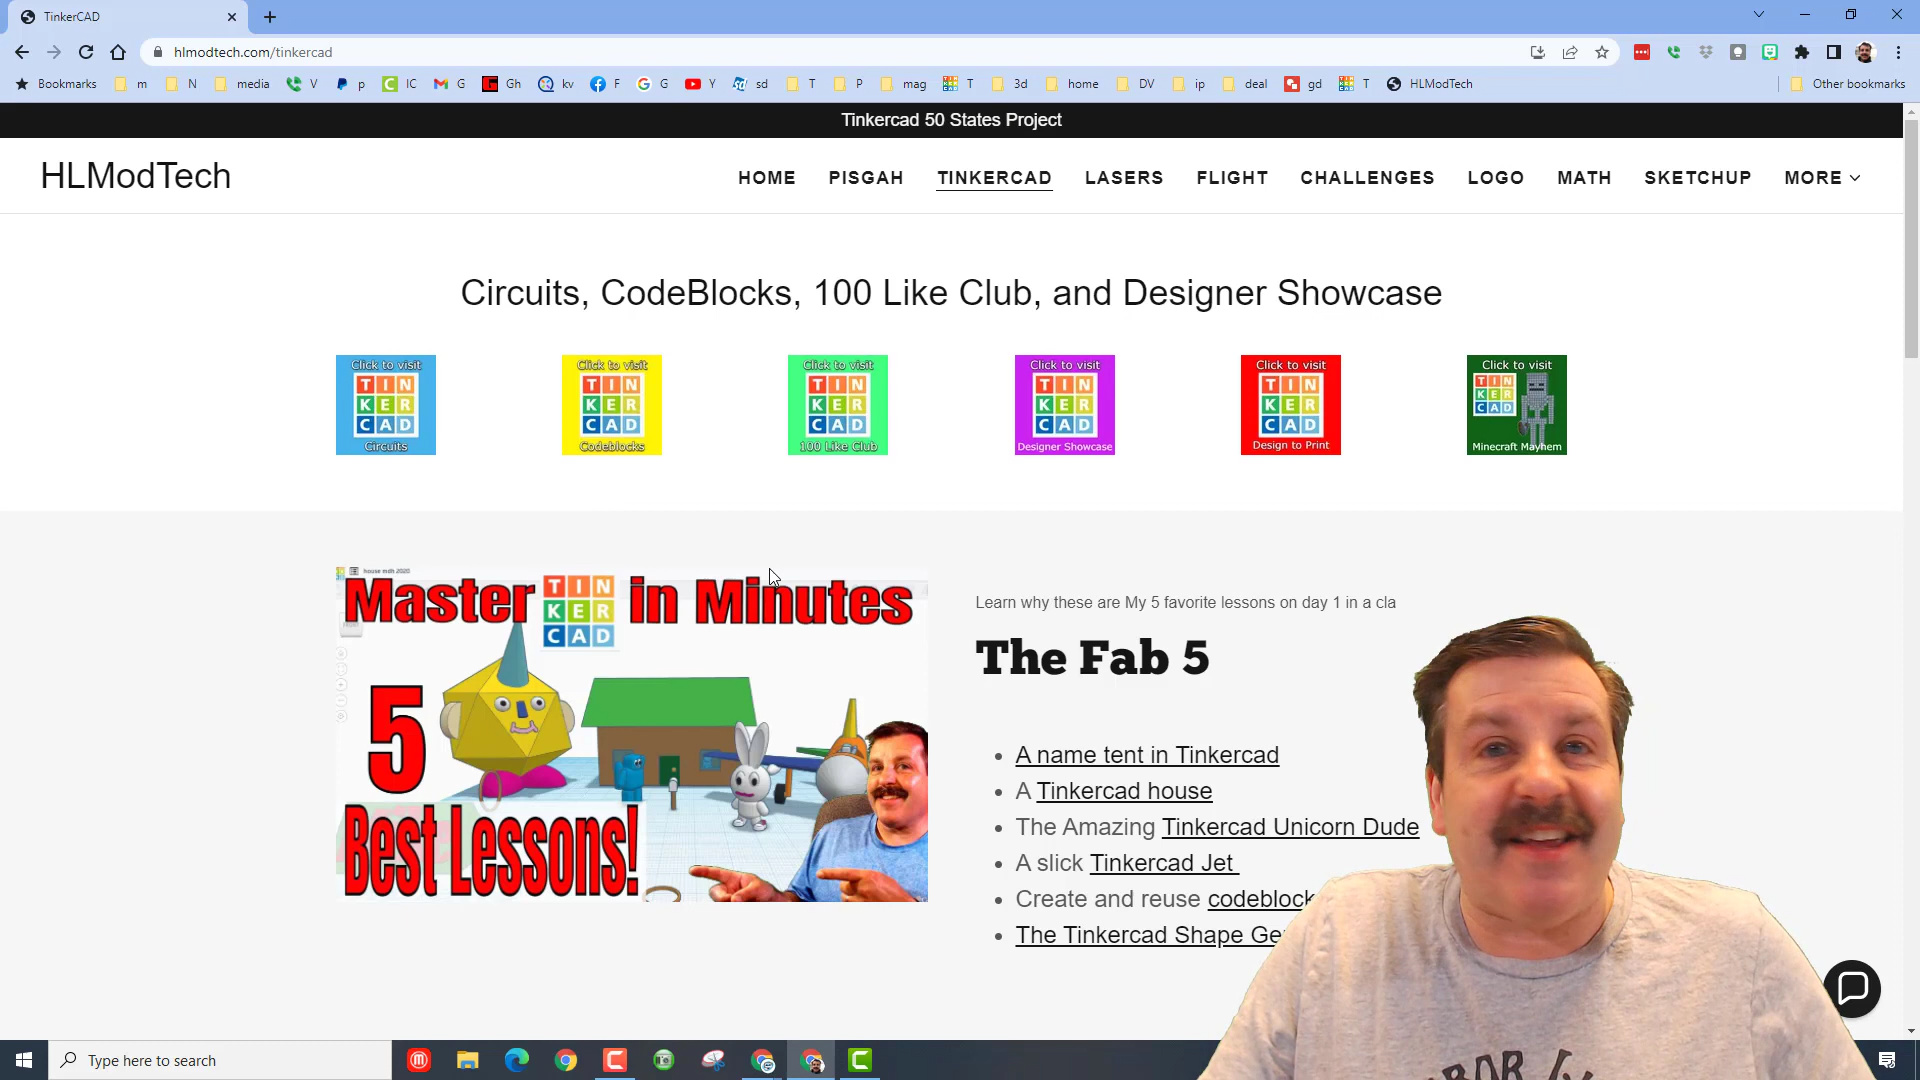 TinkerCAD
hlmodtech.com/tinkercad
Bookmarks m N media V p IC G Gh kv F G Y sd T P mag T 3d home DV ip deal gd T HLModTech Other bookmarks
Tinkercad 50 States Project
HLModTech
HOME PISGAH TINKERCAD LASERS FLIGHT CHALLENGES LOGO MATH SKETCHUP MORE
Circuits, CodeBlocks, 100 Like Club, and Designer Showcase
Click to visit Click to visit Click to visit Click to visit Click to visit Click to visit
TIN TIN TIN TIN TIN TIN
KER KER KER KER KER KER
CAD CAD CAD CAD CAD CAD
Circuits Codeblocks 100 Like Club Designer Showcase Design to Print Minecraft Mayhem
house mdh 2020
Master TIN KER CAD in Minutes
5
Best Lessons!
Learn why these are My 5 favorite lessons on day 1 in a cla
The Fab 5
A name tent in Tinkercad
A Tinkercad house
The Amazing Tinkercad Unicorn Dude
A slick Tinkercad Jet
Create and reuse codeblock
The Tinkercad Shape Ge
Type here to search